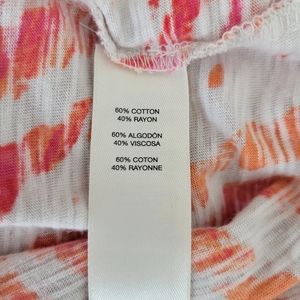 60% COTTON
40% RAYON
60% ALGODÓN
40% VISCOSA
60% COTON
40% RAYONNE